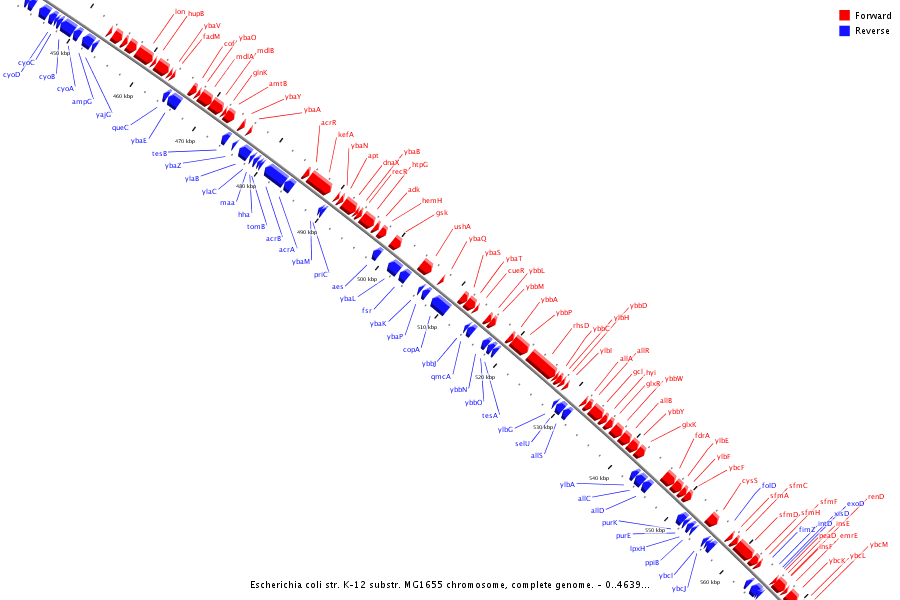 Forward
Reverse
lon
hupB
ybaV
fadM
cof
ybaO
mdlA
mdlB
glnK
amtB
ybaY
ybaA
acrR
kefA
ybaN
apt
dnaX
ybaB
recR
htpG
adk
hemH
gsk
ushA
ybaQ
ybaS
ybaT
cueR
ybbL
ybbM
ybbA
ybbP
rhsD
ybbC
ylbH
ybbD
ylbI
allA
allR
gcl
hyi
glxR
ybbW
allB
ybbY
glxK
fdrA
ylbE
ylbF
ybcF
cysS
folD
sfmA
sfmC
sfmD
sfmH
sfmF
fimZ
intD
xisD
exoD
renD
insE
peaD
emrE
insF
ybcK
ybcL
ybcM
cyoD
cyoC
450 kbp
cyoB
cyoA
ampG
yajG
460 kbp
queC
ybaE
470 kbp
tesB
ybaZ
ylaB
480 kbp
ylaC
maa
hha
tomB
acrB
acrA
490 kbp
ybaM
priC
500 kbp
aes
ybaL
fsr
ybaK
510 kbp
ybaP
copA
ybbJ
qmcA
520 kbp
ybbN
ybbO
tesA
530 kbp
ylbG
selU
allS
540 kbp
ylbA
allC
allD
purK
550 kbp
purE
lpxH
ppiB
ybcI
560 kbp
ybcJ
Escherichia coli str. K-12 substr. MG1655 chromosome, complete genome. - 0.4639...